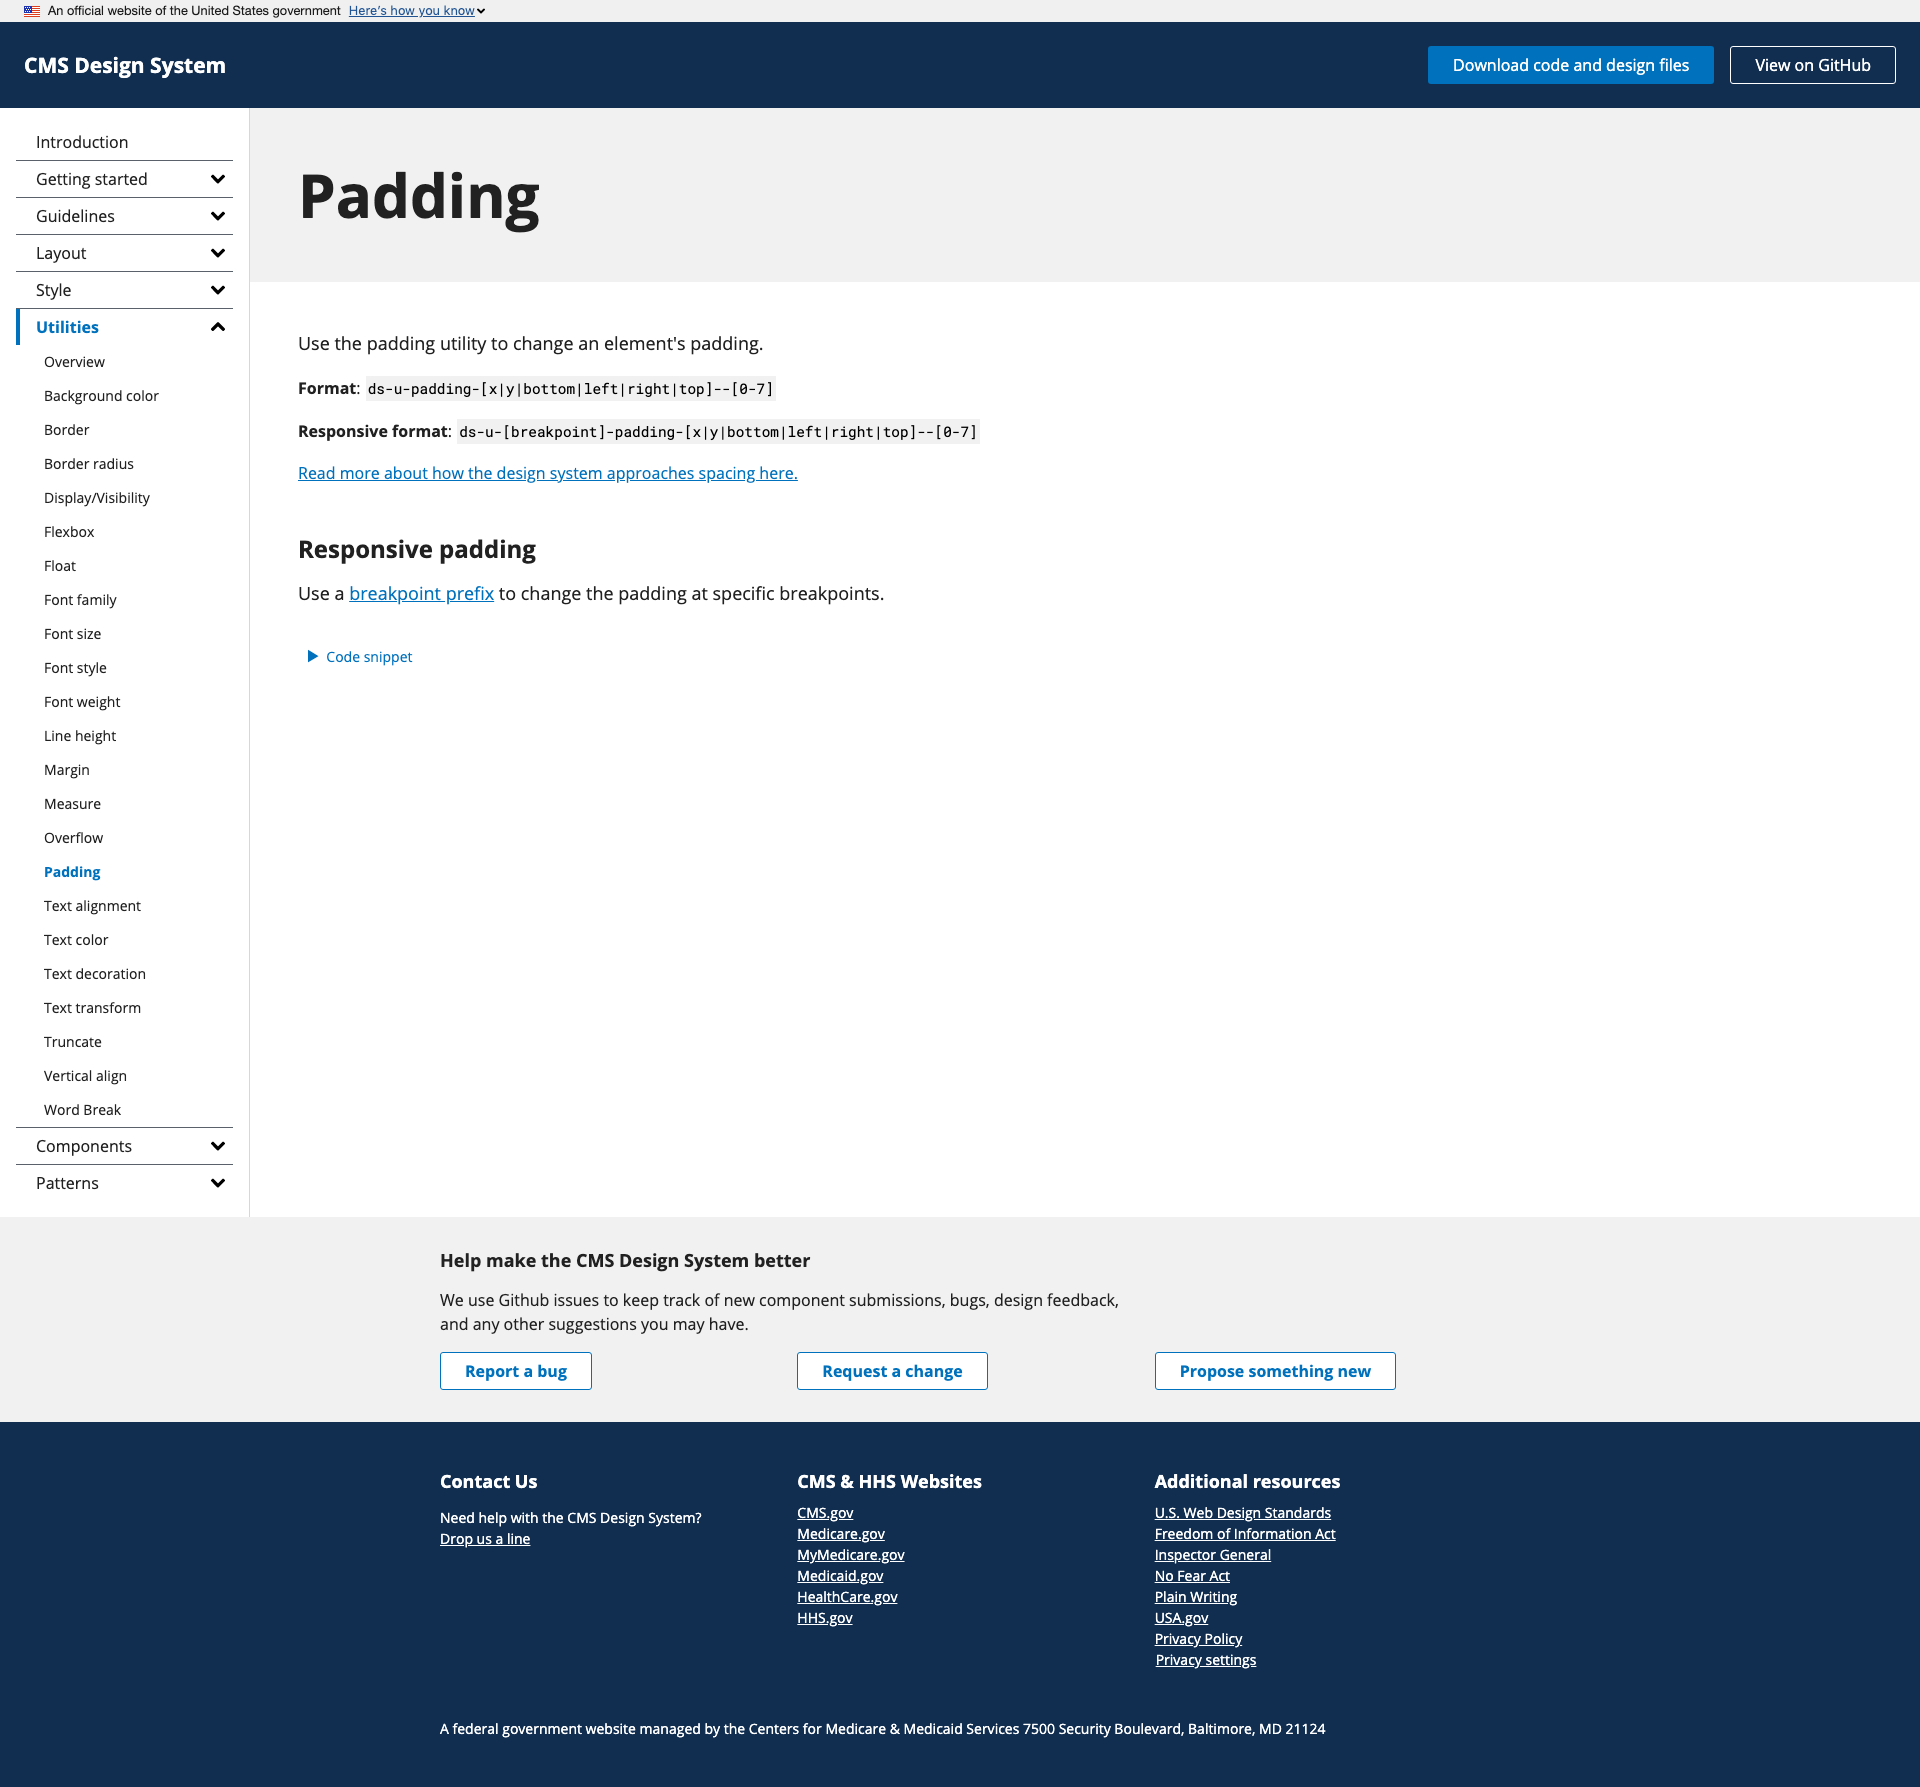 An official website of the United States government Here's how you know
CMS Design System
Download code and design files
View on GitHub
Introduction
Getting started
Guidelines
Layout
Style
Utilities
Overview
Background color
Border
Border radius
Display/Visibility
Flexbox
Float
Font family
Font size
Font style
Font weight
Line height
Margin
Measure
Overflow
Padding
Text alignment
Text color
Text decoration
Text transform
Truncate
Vertical align
Word Break
Components
Patterns
Padding
Use the padding utility to change an element's padding.
Format: ds-u-padding-[x|y|bottom|left|right|top]--[0-7]
Responsive format: ds-u-[breakpoint]-padding-[x|y|bottom|left|right|top]--[0-7]
Read more about how the design system approaches spacing here.
Responsive padding
Use a breakpoint prefix to change the padding at specific breakpoints.
Code snippet
Help make the CMS Design System better
We use Github issues to keep track of new component submissions, bugs, design feedback,
and any other suggestions you may have.
Report a bug
Request a change
Propose something new
Contact Us
Need help with the CMS Design System?
Drop us a line
CMS & HHS Websites
CMS.gov
Medicare.gov
MyMedicare.gov
Medicaid.gov
HealthCare.gov
HHS.gov
Additional resources
U.S. Web Design Standards
Freedom of Information Act
Inspector General
No Fear Act
Plain Writing
USA.gov
Privacy Policy
Privacy settings
A federal government website managed by the Centers for Medicare & Medicaid Services 7500 Security Boulevard, Baltimore, MD 21124